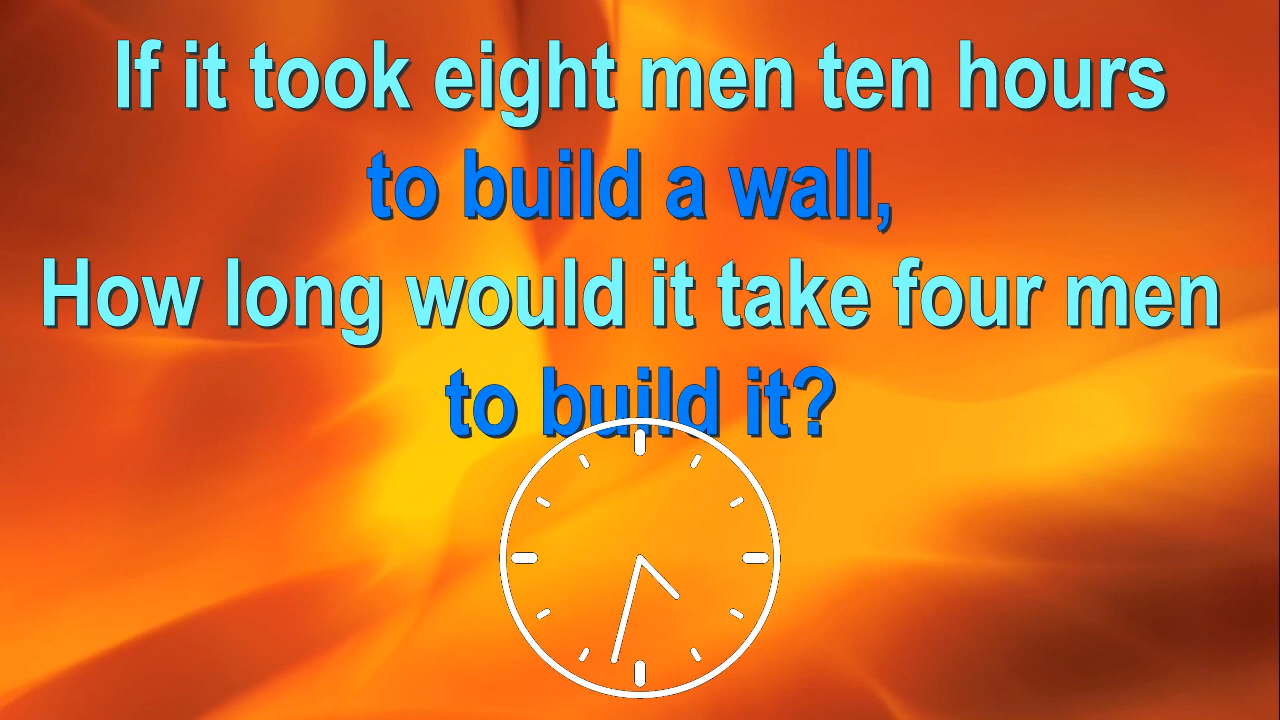 If it took eight men ten hours
to build a wall,
How long would it take four men
to build it?